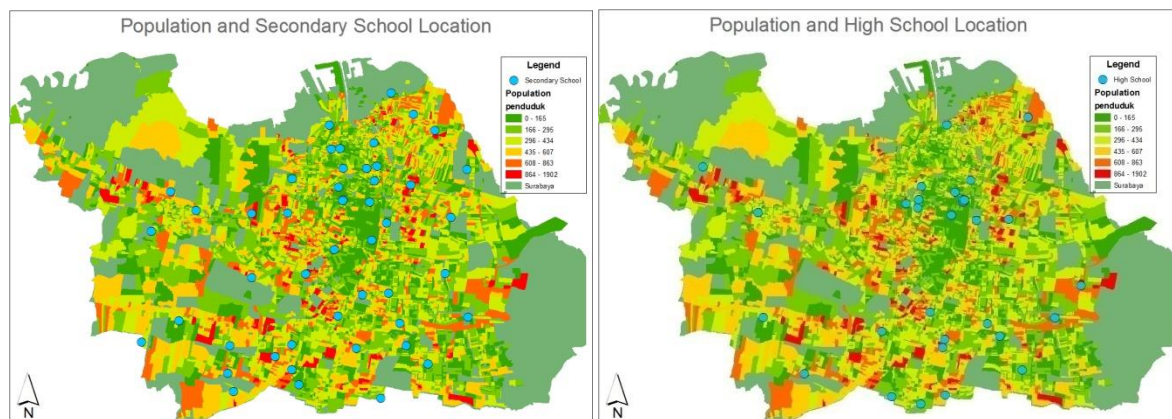 Population and Secondary School Location
Legend
Secondary School
Population
penduduk
0 - 165
166 - 295
296 - 434
435 - 607
608 - 863
864 - 1902
Surabaya
N
Population and High School Location
Legend
High School
Population
penduduk
0 - 165
166 - 295
296 - 434
435 - 607
608 - 863
864 - 1902
Surabaya
N